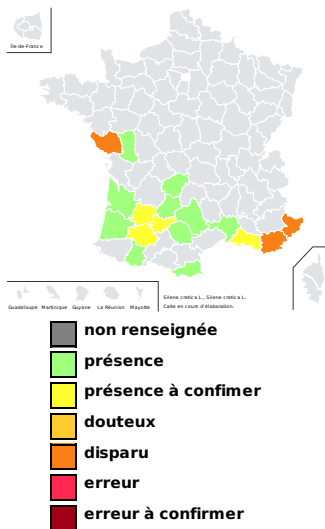 Île-de-France
Guadeloupe Martinique Guyane La Réunion Mayotte
Silene cretica L., Silene cretica L.
Carte en cours d'élaboration.
non renseignée
présence
présence à confimer
douteux
disparu
erreur
erreur à confirmer